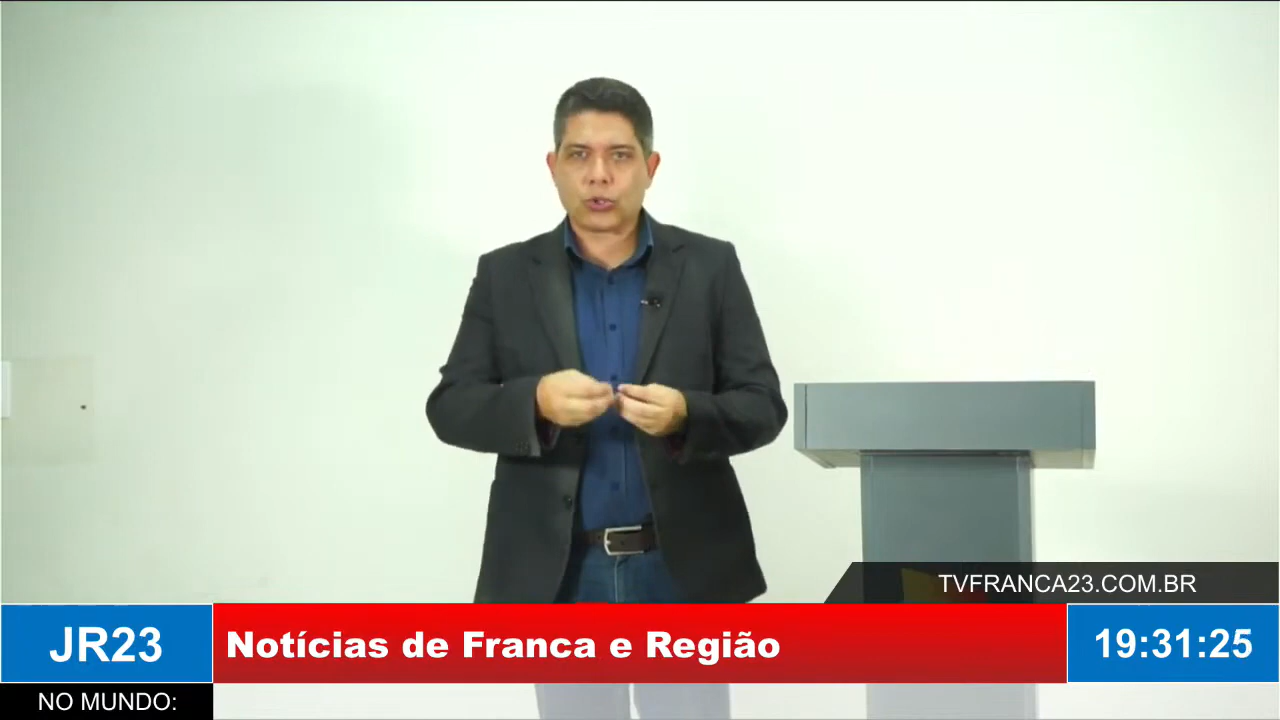 TVFRANCA23.COM.BR
JR23
Notícias de Franca e Região
19:31:25
NO MUNDO: